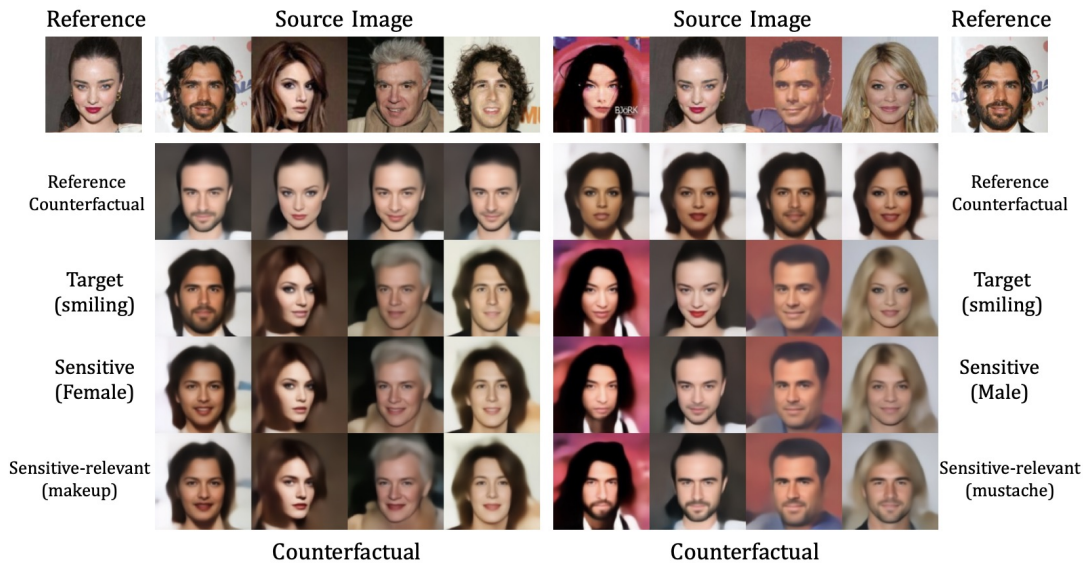 Reference
Source Image
Source Image
Reference
BJÖRK
Reference
Counterfactual
Reference
Counterfactual
Target
(smiling)
Target
(smiling)
Sensitive
(Female)
Sensitive
(Male)
Sensitive-relevant
(makeup)
Sensitive-relevant
(mustache)
Counterfactual
Counterfactual